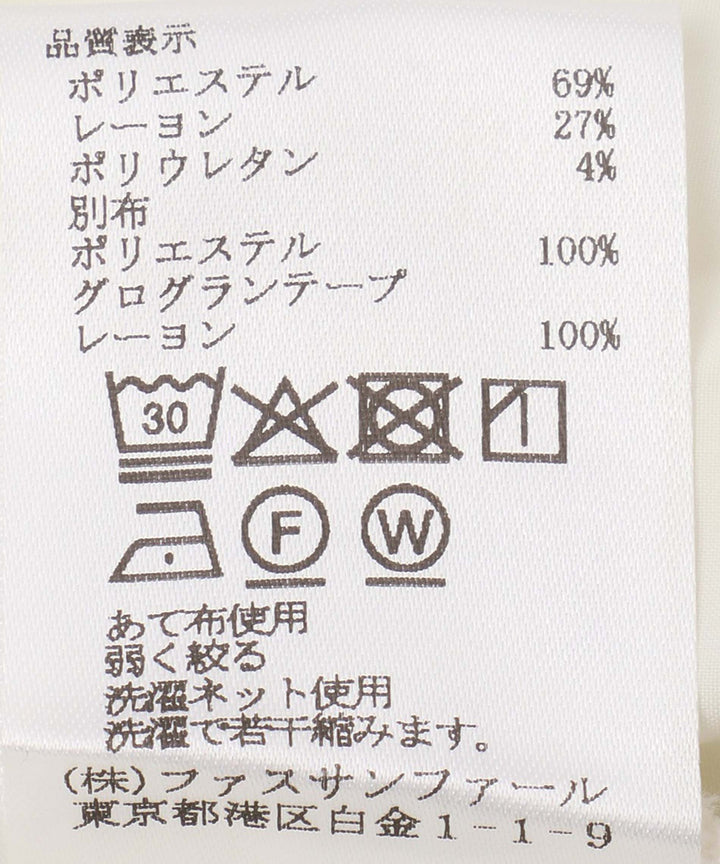 品質表示
ポリエステル 69%
レーヨン 27%
ポリウレタン 4%
別布
ポリエステル 100%
グログランテープ
レーヨン 100%
30
F W
あて布使用
弱く絞る
洗濯ネット使用
洗濯で若干縮みます。
(株)ファスサンファール
東京都港区白金1-1-9